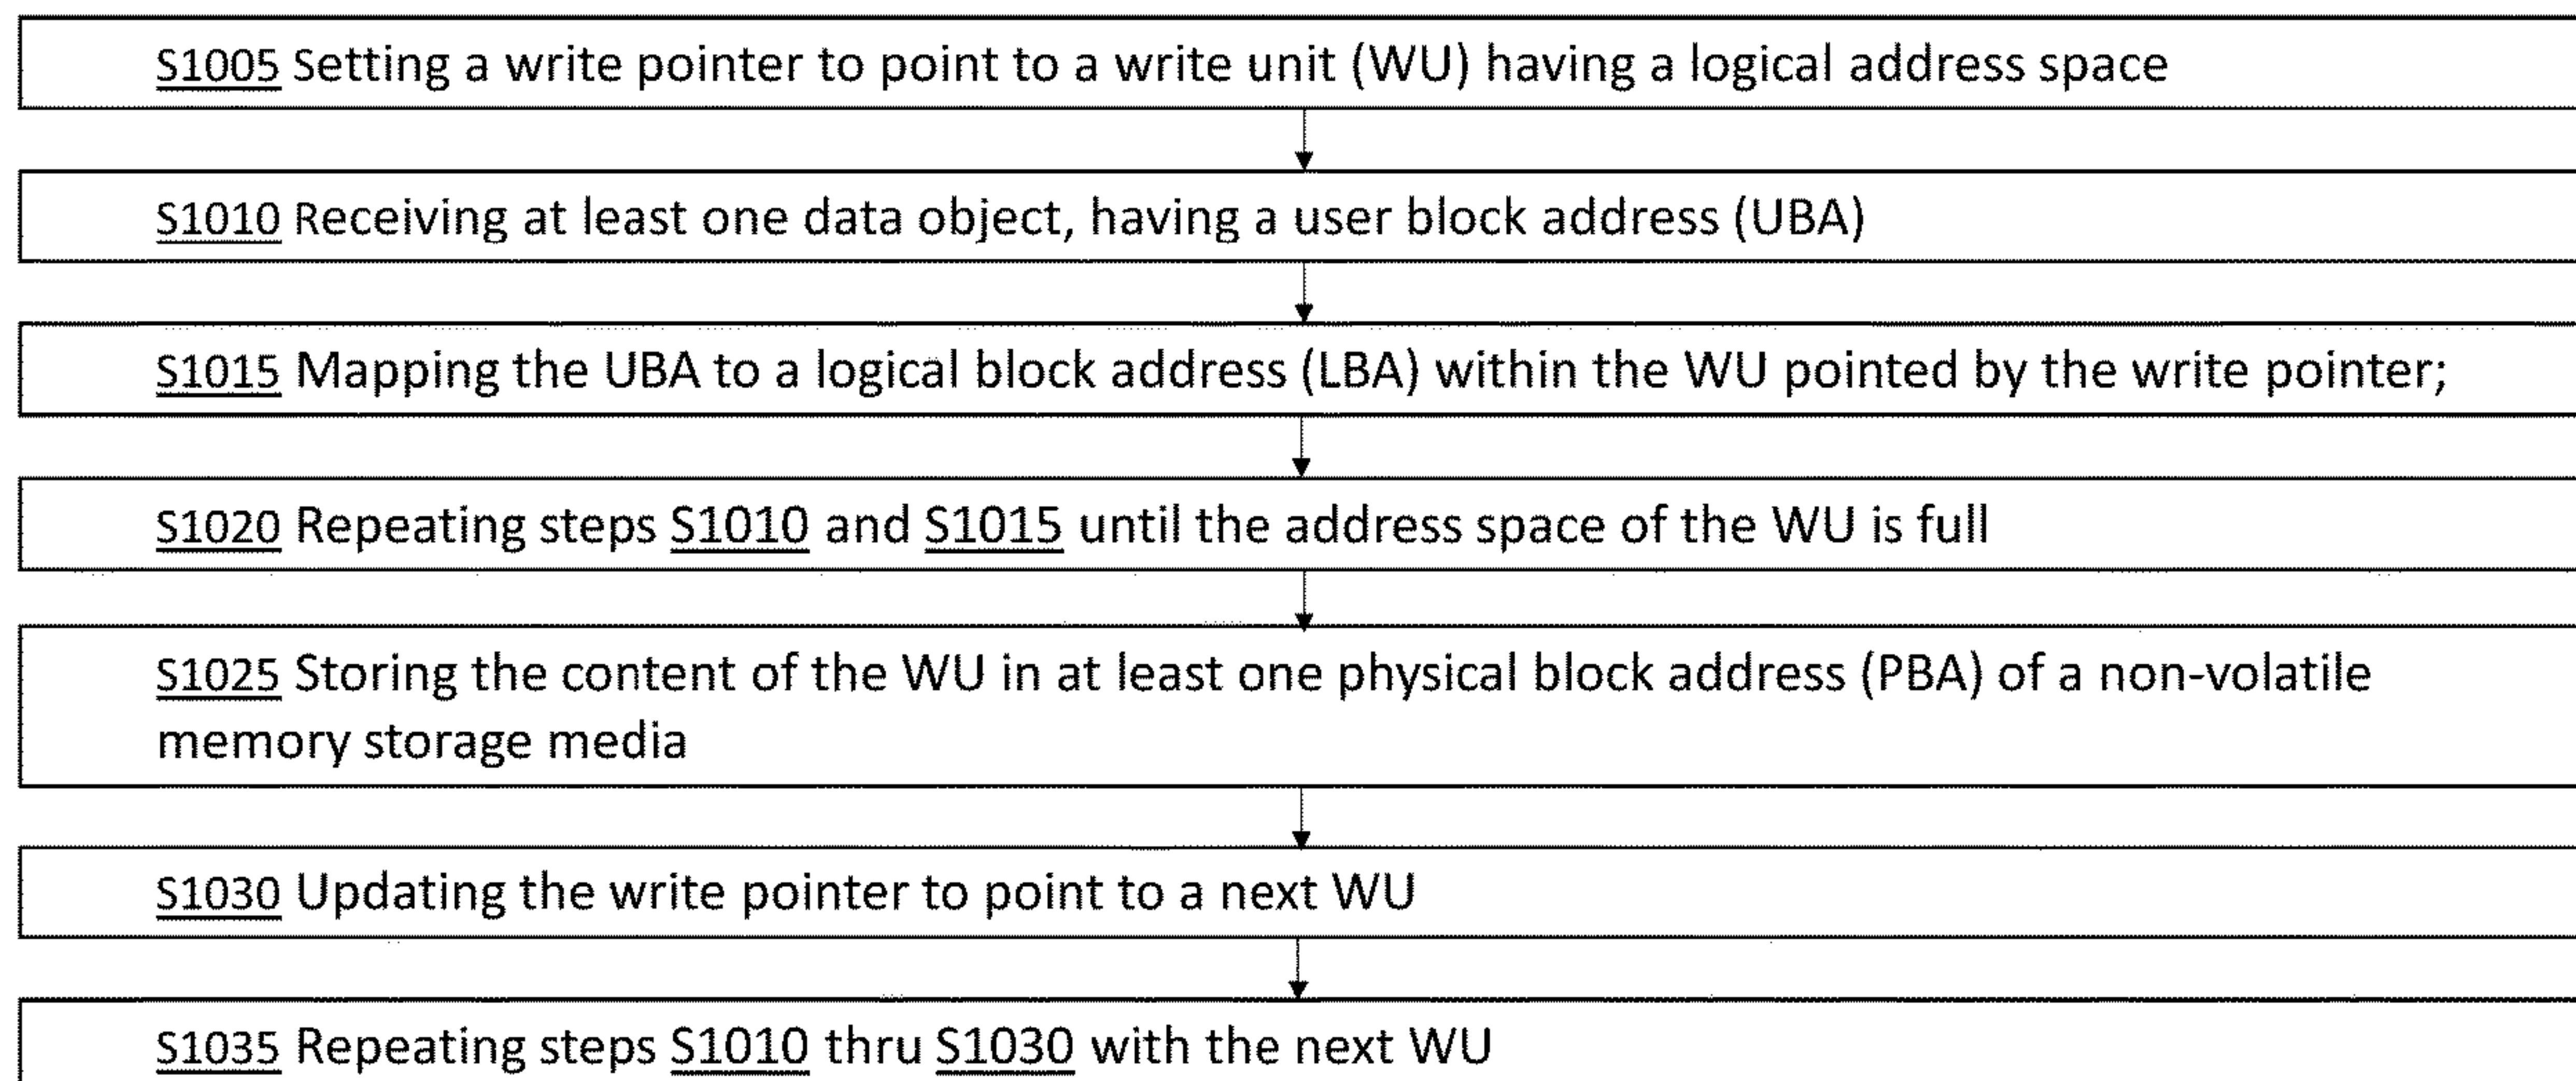 S1005 Setting a write pointer to point to a write unit (WU) having a logical address space
S1010 Receiving at least one data object, having a user block address (UBA)
S1015 Mapping the UBA to a logical block address (LBA) within the WU pointed by the write pointer;
S1020 Repeating steps S1010 and S1015 until the address space of the WU is full
S1025 Storing the content of the WU in at least one physical block address (PBA) of a non-volatile
memory storage media
S1030 Updating the write pointer to point to a next WU
S1035 Repeating steps S1010 thru S1030 with the next WU